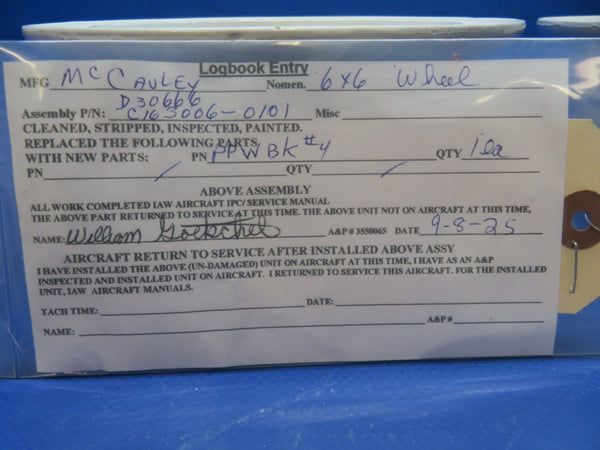 Logbook Entry
MFG McCauley Nomen. 6x6 Wheel
D30666
Assembly P/N: C163006-0101 Misc
CLEANED, STRIPPED, INSPECTED, PAINTED.
REPLACED THE FOLLOWING PARTS
WITH NEW PARTS: PN PPWBK #4 QTY 1ea
PN QTY
ABOVE ASSEMBLY
ALL WORK COMPLETED IAW AIRCRAFT IPC/ SERVICE MANUAL
THE ABOVE PART RETURNED TO SERVICE AT THIS TIME. THE ABOVE UNIT NOT ON AIRCRAFT AT THIS TIME,
NAME: William Goeckchel A&P # 3550065 DATE 9-8-25
AIRCRAFT RETURN TO SERVICE AFTER INSTALLED ABOVE ASSY
I HAVE INSTALLED THE ABOVE (UN-DAMAGED) UNIT ON AIRCRAFT AT THIS TIME, I HAVE AS AN A&P
INSPECTED AND INSTALLED UNIT ON AIRCRAFT. I RETURNED TO SERVICE THIS AIRCRAFT. FOR THE INSTALLED
UNIT, IAW AIRCRAFT MANUALS.
TACH TIME: DATE:
NAME: A&P #